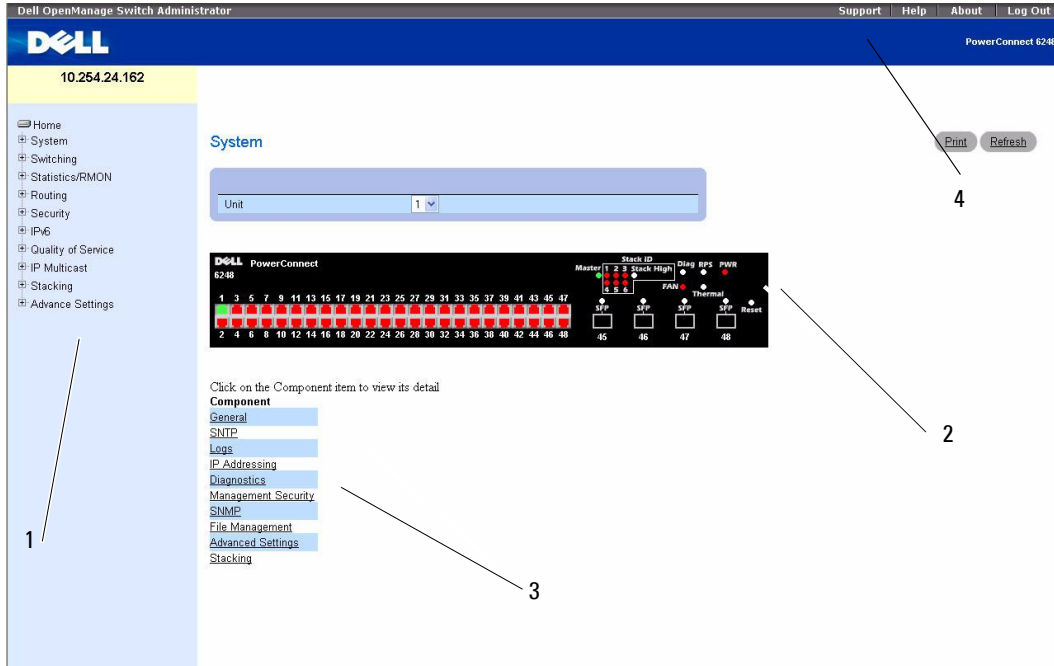 Dell OpenManage Switch Administrator Support Help About Log Out
DELL PowerConnect 6248
10.254.24.162
Home
System
Switching
Statistics/RMON
Routing
Security
IPv6
Quality of Service
IP Multicast
Stacking
Advance Settings
System
Print Refresh
Unit 1
4
DELL PowerConnect
6248
Stack ID
Master 1 2 3 Stack High Diag RPS PWR
4 5 6 FAN Thermal
1 3 5 7 9 11 13 15 17 19 21 23 25 27 29 31 33 35 37 39 41 43 45 47
SFP SFP SFP SFP Reset
2 4 6 8 10 12 14 16 18 20 22 24 26 28 30 32 34 36 38 40 42 44 46 48
45 46 47 48
Click on the Component item to view its detail
Component
General
SNTP
Logs
IP Addressing
Diagnostics
Management Security
SNMP
File Management
Advanced Settings
Stacking
2
1
3